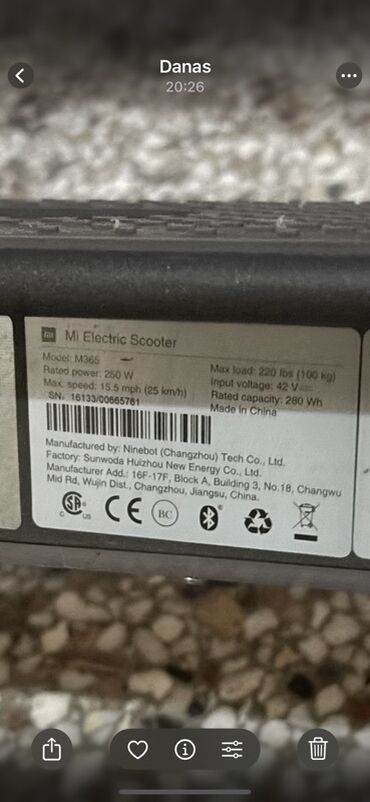 Danas
20:26
mi Mi Electric Scooter
Model: M365
Rated power: 250 W
Max. speed: 15.5 mph (25 km/h)
SN: 16133/00665761
Max load: 220 lbs (100 kg)
Input voltage: 42 V
Rated capacity: 280 Wh
Made in China
Manufactured by: Ninebot (Changzhou) Tech Co., Ltd.
Factory: Sunwoda Huizhou New Energy Co., Ltd.
Manufacturer Add.: 16F-17F, Block A, Building 3, No.18, Changwu
Mid Rd, Wujin Dist., Changzhou, Jiangsu, China.
C SA US CE BC